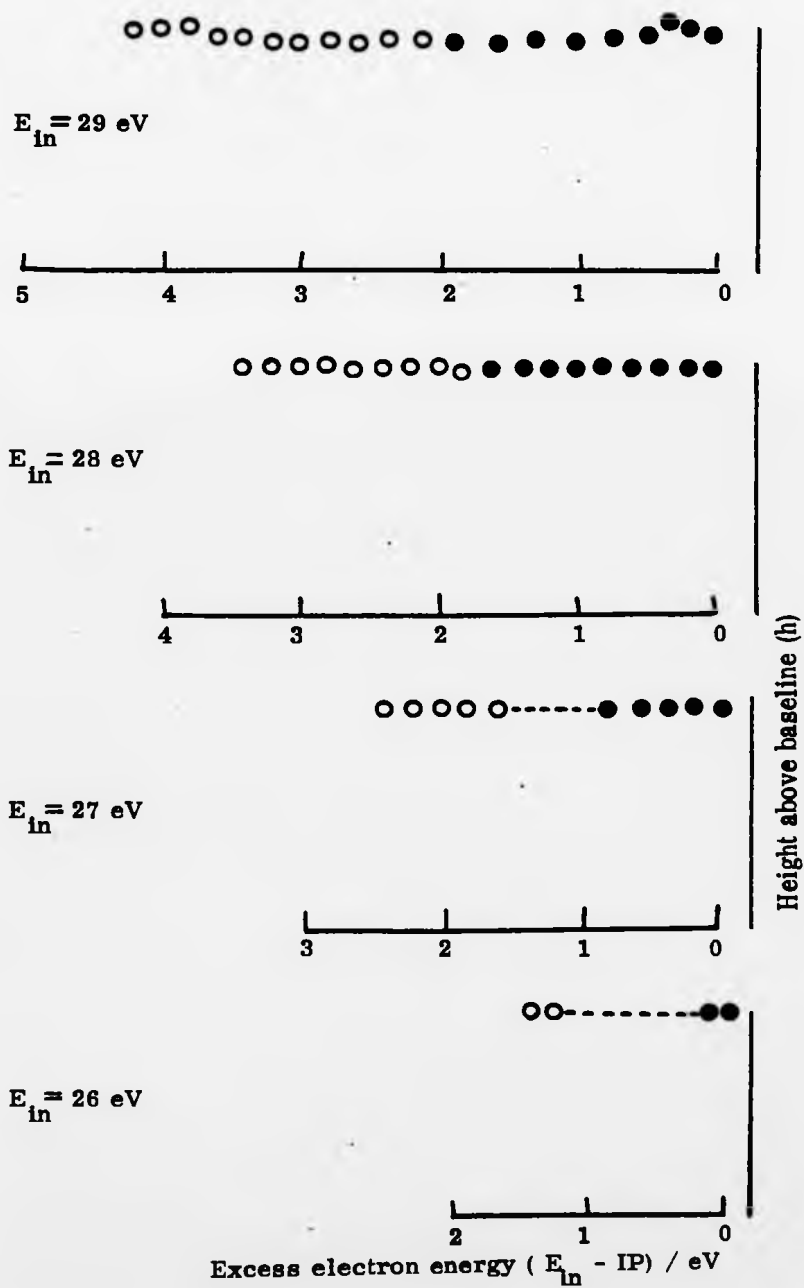 E_in = 29 eV
5 4 3 2 1 0
E_in = 28 eV
4 3 2 1 0
E_in = 27 eV
3 2 1 0
E_in = 26 eV
2 1 0
Height above baseline (h)
Excess electron energy ( E_in - IP) / eV